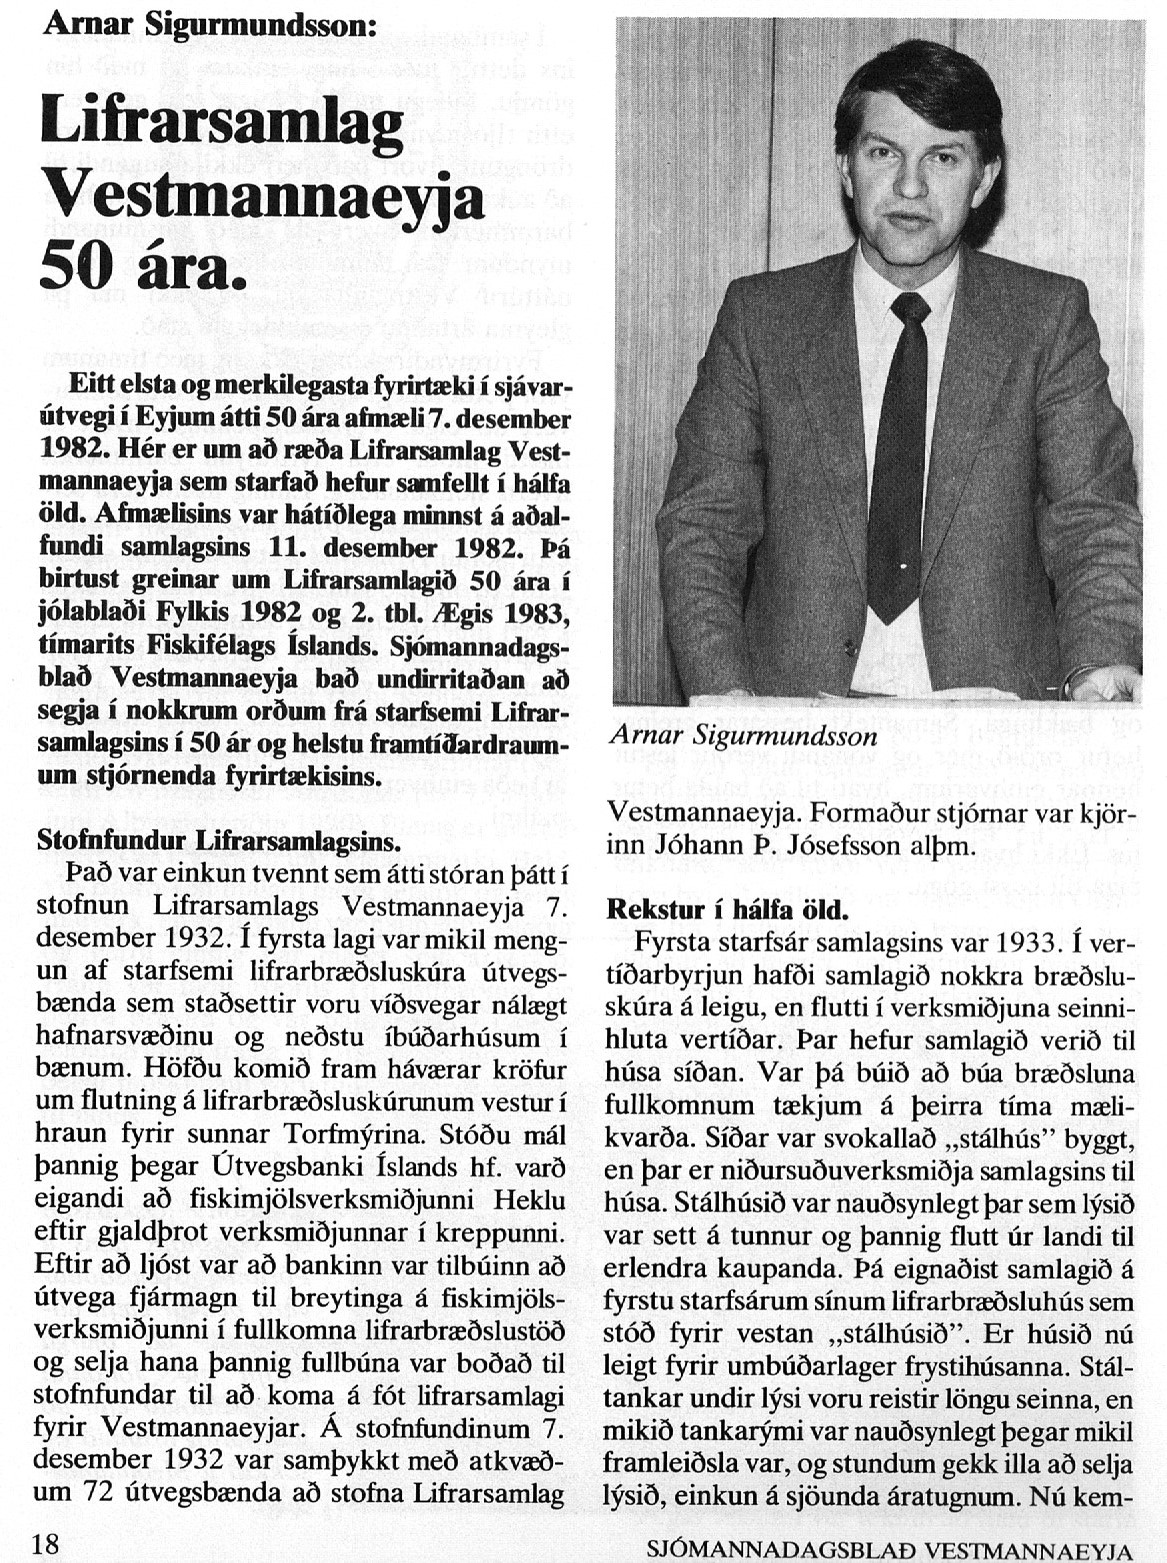 Arnar Sigurmundsson:
Lifrarsamlag
Vestmannaeyja
50 ára.
Eitt elsta og merkilegasta fyrirtæki í sjávar-
útvegi í Eyjum átti 50 ára afmæli 7. desember
1982. Hér er um að ræða Lifrarsamlag Vest-
mannaeyja sem starfað hefur samfellt í hálfa
öld. Afmælisins var hátíðlega minnst á aðal-
fundi samlagsins 11. desember 1982. Þá
birtust greinar um Lifrarsamlagið 50 ára í
jólablaði Fylkis 1982 og 2. tbl. Ægis 1983,
tímarits Fiskifélags Íslands. Sjómannadags-
blað Vestmannaeyja bað undirritaðan að
segja í nokkrum orðum frá starfsemi Lifrar-
samlagsins í 50 ár og helstu framtíðardraum-
um stjórnenda fyrirtækisins.
Stofnfundur Lifrarsamlagsins.
Það var einkun tvennt sem átti stóran þátt í
stofnun Lifrarsamlags Vestmannaeyja 7.
desember 1932. Í fyrsta lagi var mikil meng-
un af starfsemi lifrarbræðsluskúra útvegs-
bænda sem staðsettir voru víðsvegar nálægt
hafnarsvæðinu og neðstu íbúðarhúsum í
bænum. Höfðu komið fram háværar kröfur
um flutning á lifrarbræðsluskúrunum vestur í
hraun fyrir sunnar Torfmýrina. Stóðu mál
þannig þegar Útvegsbanki Íslands hf. varð
eigandi að fiskimjölsverksmiðjunni Heklu
eftir gjaldþrot verksmiðjunnar í kreppunni.
Eftir að ljóst var að bankinn var tilbúinn að
útvega fjármagn til breytinga á fiskimjöls-
verksmiðjunni í fullkomna lifrarbræðslustöð
og selja hana þannig fullbúna var boðað til
stofnfundar til að koma á fót lifrarsamlagi
fyrir Vestmannaeyjar. Á stofnfundinum 7.
desember 1932 var samþykkt með atkvæð-
um 72 útvegsbænda að stofna Lifrarsamlag
Arnar Sigurmundsson
Vestmannaeyja. Formaður stjórnar var kjör-
inn Jóhann Þ. Jósefsson alþm.
Rekstur í hálfa öld.
Fyrsta starfsár samlagsins var 1933. Í ver-
tíðarbyrjun hafði samlagið nokkra bræðslu-
skúra á leigu, en flutti í verksmiðjuna seinni-
hluta vertíðar. Þar hefur samlagið verið til
húsa síðan. Var þá búið að búa bræðsluna
fullkomnum tækjum á þeirra tíma mæli-
kvarða. Síðar var svokallað „stálhús” byggt,
en þar er niðursuðuverksmiðja samlagsins til
húsa. Stálhúsið var nauðsynlegt þar sem lýsið
var sett á tunnur og þannig flutt úr landi til
erlendra kaupanda. Þá eignaðist samlagið á
fyrstu starfsárum sínum lifrarbræðsluhús sem
stóð fyrir vestan „stálhúsið”. Er húsið nú
leigt fyrir umbúðarlager frystihúsanna. Stál-
tankar undir lýsi voru reistir löngu seinna, en
mikið tankarými var nauðsynlegt þegar mikil
framleiðsla var, og stundum gekk illa að selja
lýsið, einkun á sjöunda áratugnum. Nú kem-
18
SJÓMANNADAGSBLAÐ VESTMANNAEYJA